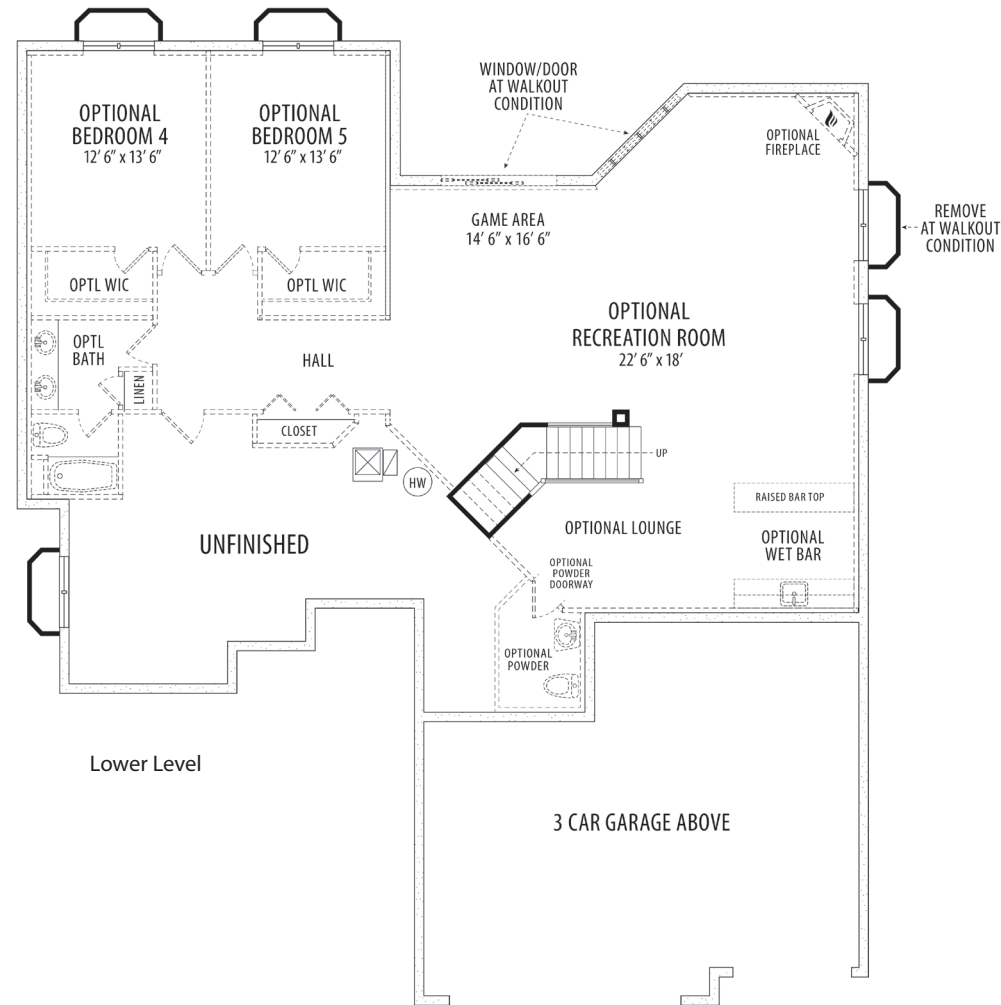 OPTIONAL
BEDROOM 4
12' 6" x 13' 6"
OPTIONAL
BEDROOM 5
12' 6" x 13' 6"
WINDOW/DOOR
AT WALKOUT
CONDITION
OPTIONAL
FIREPLACE
GAME AREA
14' 6" x 16' 6"
REMOVE
AT WALKOUT
CONDITION
OPTL WIC
OPTL WIC
OPTIONAL
RECREATION ROOM
22' 6" x 18'
OPTL
BATH
HALL
LINEN
CLOSET
UP
HW
RAISED BAR TOP
OPTIONAL LOUNGE
OPTIONAL
WET BAR
UNFINISHED
OPTIONAL
POWDER
DOORWAY
OPTIONAL
POWDER
Lower Level
3 CAR GARAGE ABOVE